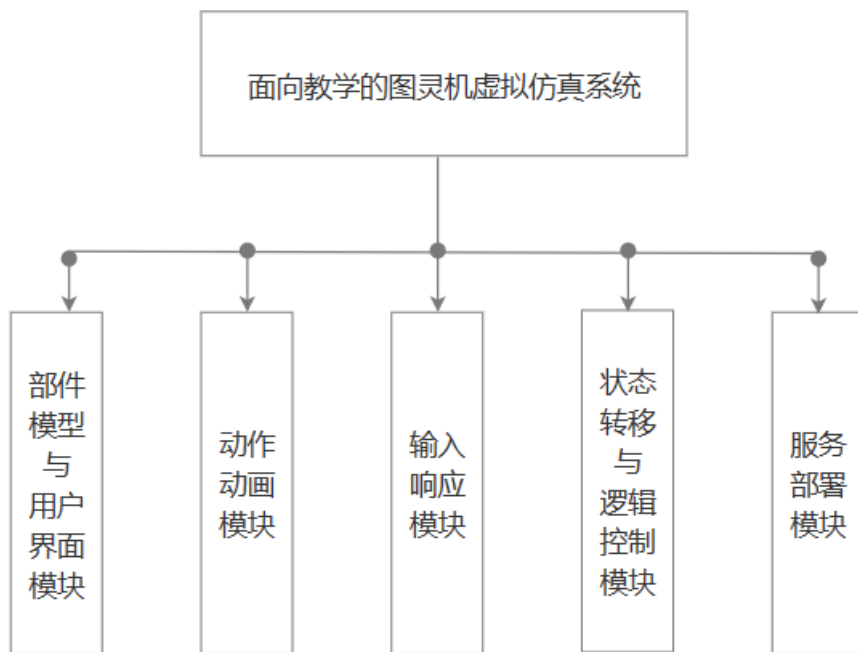 面向教学的图灵机虚拟仿真系统
部件
模型
与
用户
界面
模块
动作
动画
模块
输入
响应
模块
状态
转移
与
逻辑
控制
模块
服务
部署
模块